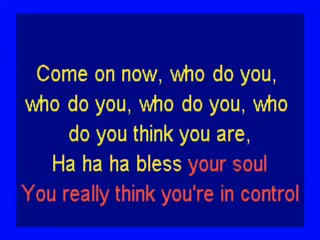 Come on now, who do you,
who do you, who do you, who
do you think you are,
Ha ha ha bless your soul
You really think you're in control